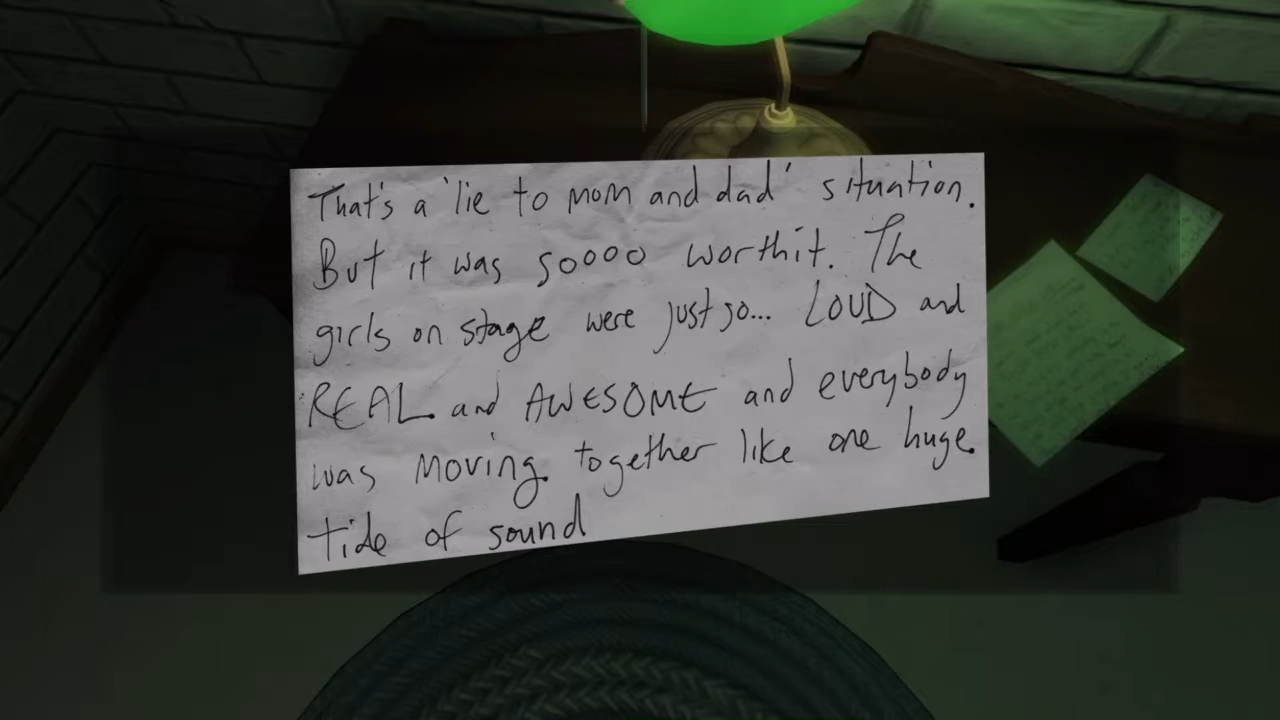 That's a 'lie to mom and dad' situation.
But it was soooo worthit. The
girls on stage were just so... LOUD and
REAL and AWESOME and everybody
was moving together like one huge
tide of sound